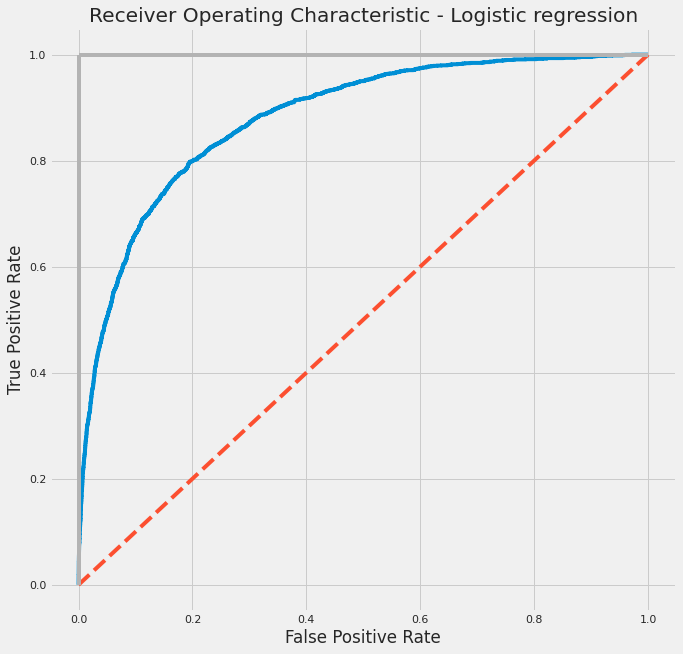 Receiver Operating Characteristic - Logistic regression
1.0
0.8
0.6
0.4
0.2
0.0
True Positive Rate
0.0 0.2 0.4 0.6 0.8 1.0
False Positive Rate